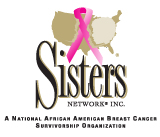 Sisters
NETWORK® INC.
A NATIONAL AFRICAN AMERICAN BREAST CANCER
SURVIVORSHIP ORGANIZATION